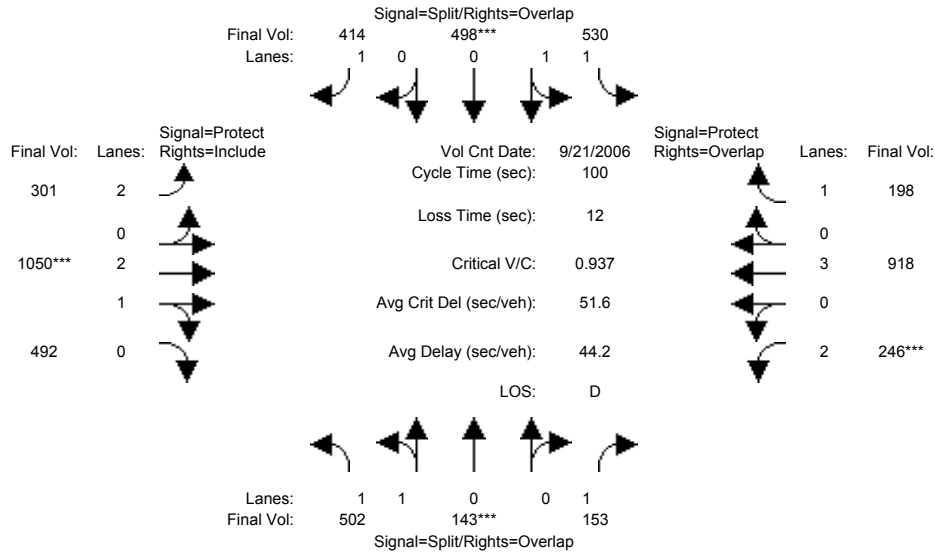 Signal=Split/Rights=Overlap
Final Vol: 414 498*** 530
Lanes: 1 0 0 1 1
Signal=Protect
Final Vol: Lanes: Rights=Include
Vol Cnt Date: 9/21/2006
Signal=Protect
Rights=Overlap Lanes: Final Vol:
Cycle Time (sec): 100
301 2
1 198
Loss Time (sec): 12
0
0
1050*** 2
Critical V/C: 0.937
3 918
1
Avg Crit Del (sec/veh): 51.6
0
492 0
Avg Delay (sec/veh): 44.2
2 246***
LOS: D
Lanes: 1 1 0 0 1
Final Vol: 502 143*** 153
Signal=Split/Rights=Overlap